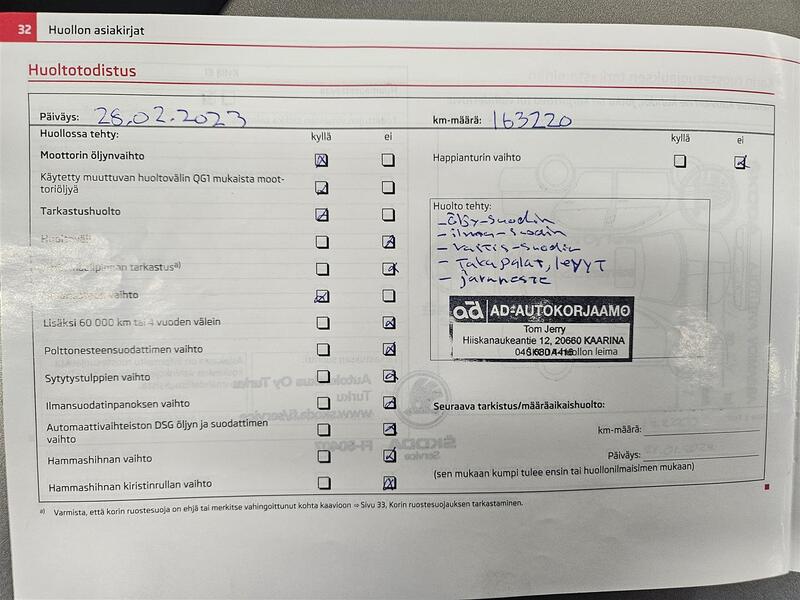 32 Huollon asiakirjat
Huoltotodistus
Päiväys: 28.02.2023
km-määrä: 163220
Huollossa tehty: kyllä ei
Moottorin öljynvaihto
Käytetty muuttuvan huoltovälin QG1 mukaista moot-
toriöljyä
Tarkastushuolto
tarkastus a)
vaihto
Lisäksi 60 000 km tai 4 vuoden välein
Polttonesteensuodattimen vaihto
Sytytystulppien vaihto
Ilmansuodatinpanoksen vaihto
Automaattivaihteiston DSG öljyn ja suodattimen
vaihto
Hammashihnan vaihto
Hammashihnan kiristinrullan vaihto
kyllä ei
Happianturin vaihto
Huolto tehty:
- öljy-suodin
- ilma-suodin
- raitis-suodin
- Takapalat, levyt
- jarruneste
AD-AUTOKORJAAMO
Tom Jerry
Hiiskanaukeantie 12, 20660 KAARINA
huollon leima
Seuraava tarkistus/määräaikaishuolto:
km-määrä:
Päiväys:
(sen mukaan kumpi tulee ensin tai huollonilmaisimen mukaan)
a) Varmista, että korin ruostesuoja on ehjä tai merkitse vahingoittunut kohta kaavioon ⇒ Sivu 33, Korin ruostesuojauksen tarkastaminen.